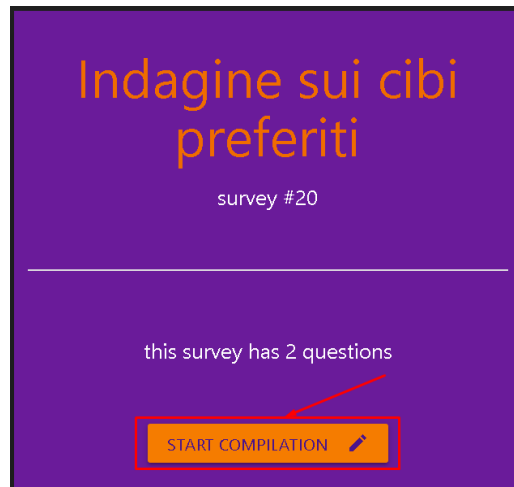 Indagine sui cibi
preferiti
survey #20
this survey has 2 questions
START COMPILATION